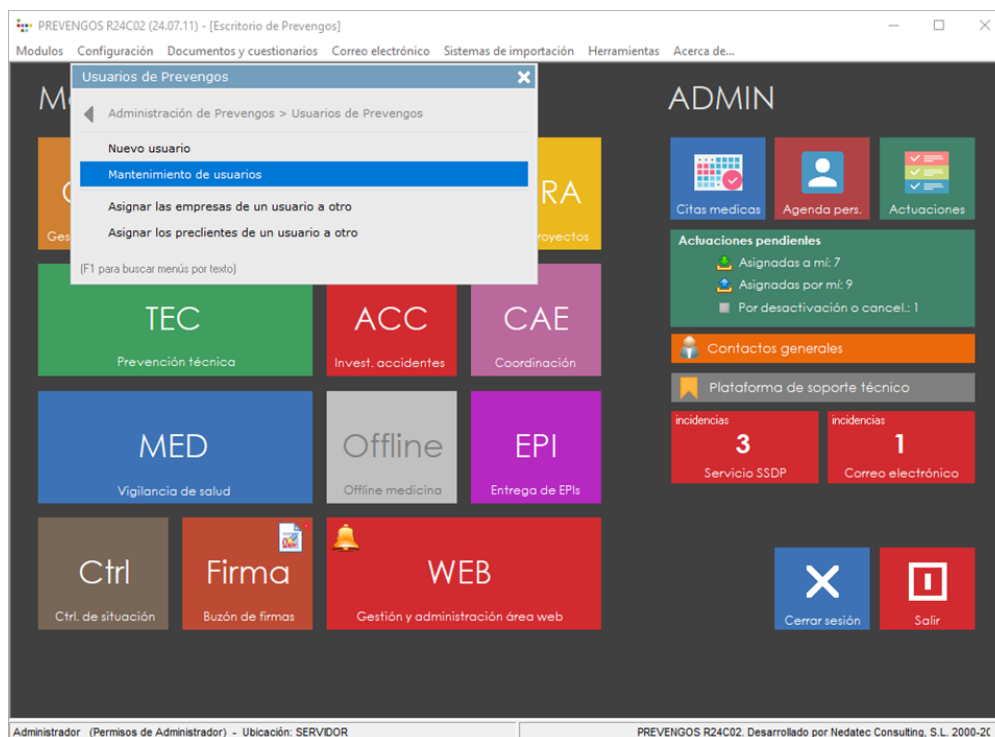 PREVENGOS R24C02 (24.07.11) - [Escritorio de Prevengos]
Modulos Configuración Documentos y cuestionarios Correo electrónico Sistemas de importación Herramientas Acerca de...
Usuarios de Prevengos
Administración de Prevengos > Usuarios de Prevengos
Nuevo usuario
Mantenimiento de usuarios
Asignar las empresas de un usuario a otro
Asignar los preclientes de un usuario a otro
(F1 para buscar menús por texto)
RA
TEC
Prevención técnica
ACC
Invest. accidentes
CAE
Coordinación
MED
Vigilancia de salud
Offline
Offline medicina
EPI
Entrega de EPIs
Ctrl
Ctrl. de situación
Firma
Buzón de firmas
WEB
Gestión y administración área web
ADMIN
Citas medicas
Agenda pers.
Actuaciones
Actuaciones pendientes
Asignadas a mí: 7
Asignadas por mí: 9
Por desactivación o cancel.: 1
Contactos generales
Plataforma de soporte técnico
incidencias
3
Servicio SSDP
incidencias
1
Correo electrónico
Cerrar sesión
Salir
Administrador (Permisos de Administrador) - Ubicación: SERVIDOR
PREVENGOS R24C02. Desarrollado por Nedatec Consulting, S.L. 2000-20